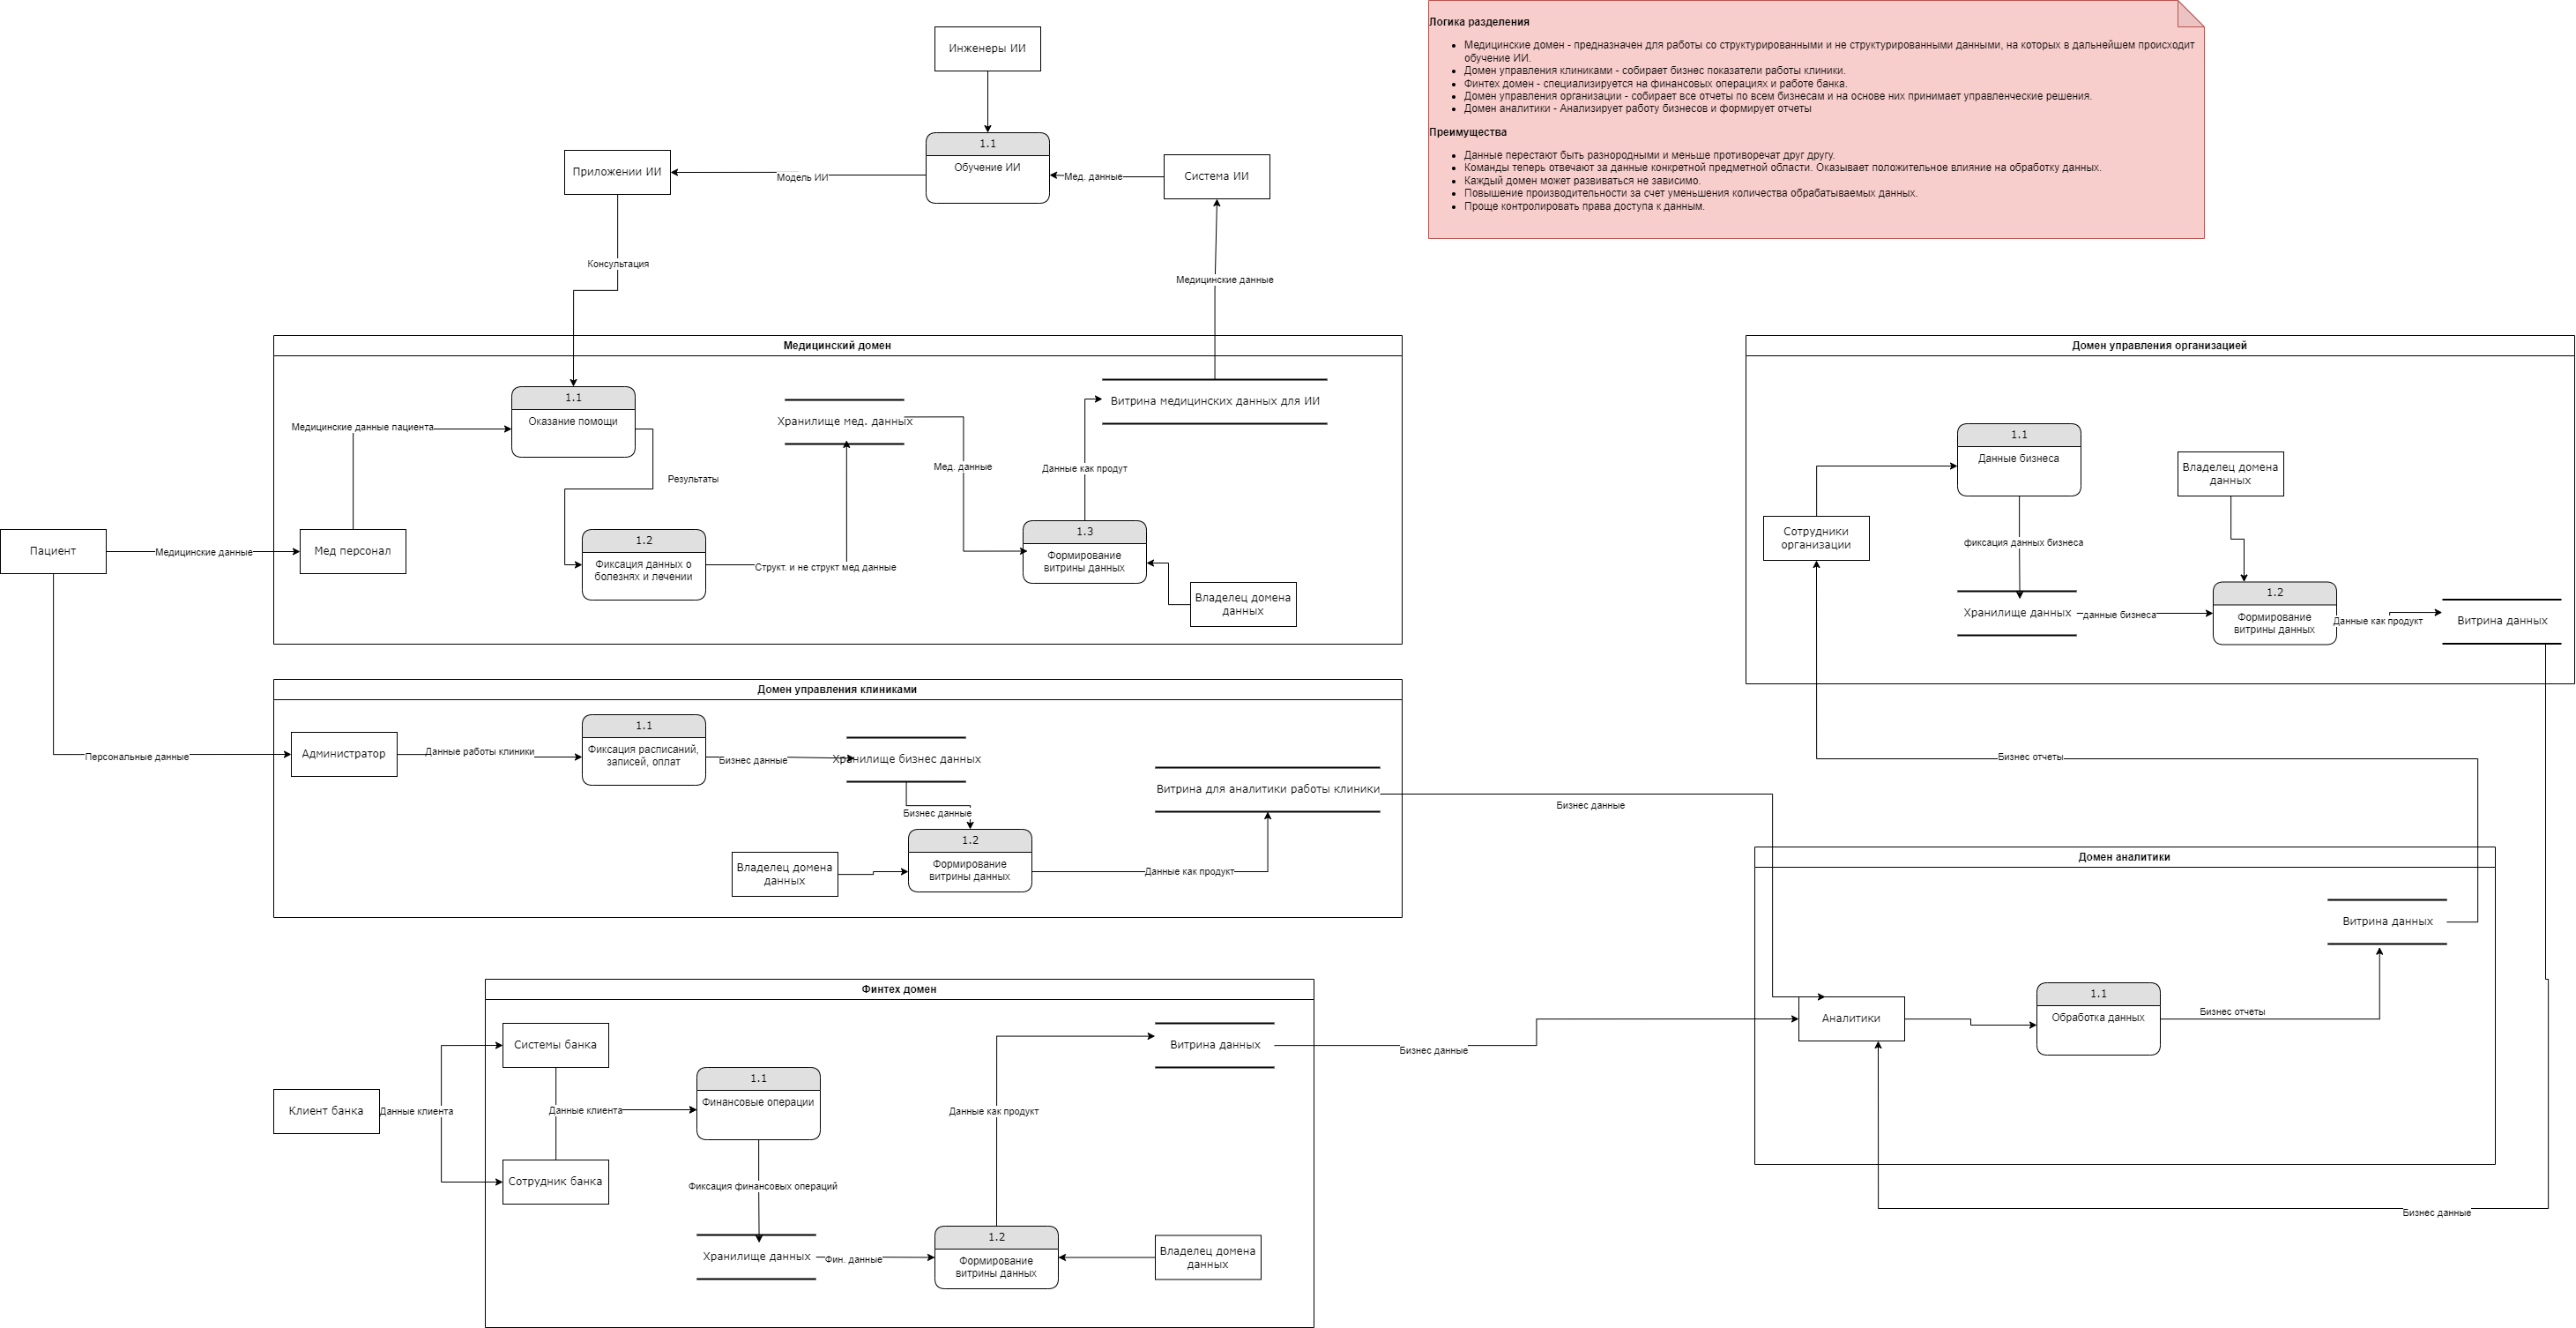 Логика разделения
Медицинские домен - предназначен для работы со структурированными и не структурированными данными, на которых в дальнейшем происходит
обучение ИИ.
Домен управления клиниками - собирает бизнес показатели работы клиники.
Финтех домен - специализируется на финансовых операциях и работе банка.
Домен управления организации - собирает все отчеты по всем бизнесам и на основе них принимает управленческие решения.
Домен аналитики - Анализирует работу бизнесов и формирует отчеты
Преимущества
Данные перестают быть разнородными и меньше противоречат друг другу.
Команды теперь отвечают за данные конкретной предметной области. Оказывает положительное влияние на обработку данных.
Каждый домен может развиваться не зависимо.
Повышение производительности за счет уменьшения количества обрабатываемых данных.
Проще контролировать права доступа к данным.
Инженеры ИИ
1.1
Обучение ИИ
Приложении ИИ
Модель ИИ
Мед. данные
Система ИИ
Консультация
Медицинские данные
Медицинский домен
1.1
Оказание помощи
Медицинские данные пациента
Хранилище мед. данных
Витрина медицинских данных для ИИ
Мед. данные
Данные как продут
Результаты
Пациент
Медицинские данные
Мед персонал
1.2
Фиксация данных о
болезнях и лечении
Структ. и не структ мед данные
1.3
Формирование
витрины данных
Владелец домена
данных
Домен управления организацией
1.1
Данные бизнеса
Владелец домена
данных
Сотрудники
организации
фиксация данных бизнеса
Хранилище данных
данные бизнеса
1.2
Формирование
витрины данных
Данные как продукт
Витрина данных
Домен управления клиниками
Персональные данные
Администратор
Данные работы клиники
1.1
Фиксация расписаний,
записей, оплат
Бизнес данные
Хранилище бизнес данных
Бизнес данные
Витрина для аналитики работы клиники
Бизнес данные
Владелец домена
данных
1.2
Формирование
витрины данных
Данные как продукт
Бизнес отчеты
Домен аналитики
Витрина данных
Аналитики
1.1
Обработка данных
Бизнес отчеты
Бизнес данные
Финтех домен
Системы банка
Витрина данных
Бизнес данные
Клиент банка
Данные клиента
Данные клиента
1.1
Финансовые операции
Данные как продукт
Сотрудник банка
Фиксация финансовых операций
Хранилище данных
Фин. данные
1.2
Формирование
витрины данных
Владелец домена
данных